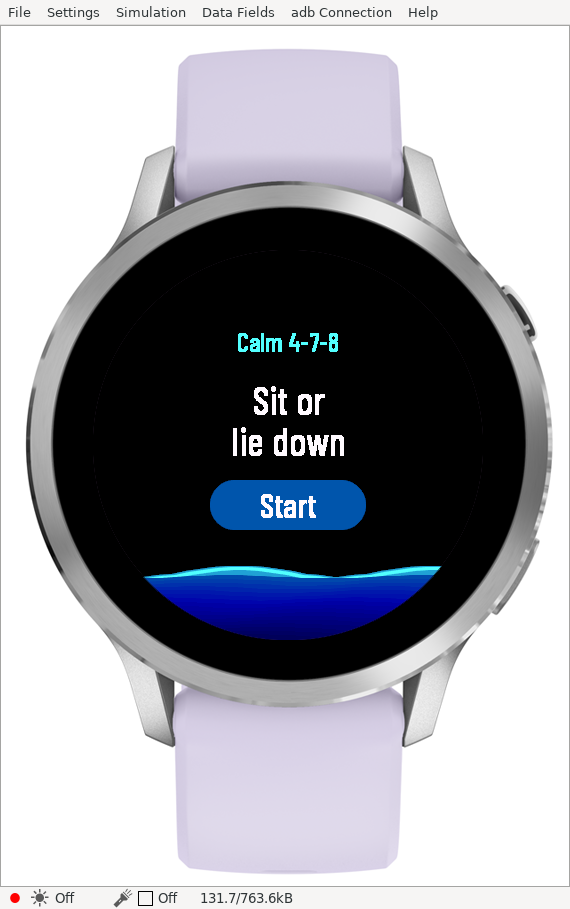 File Settings Simulation Data Fields adb Connection Help
Calm 4-7-8
Sit or
lie down
Start
Off Off 131.7/763.6kB